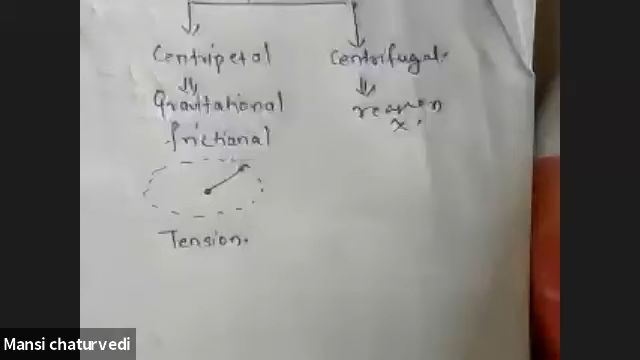 Centripetal
Centrifugal.
Gravitational
reason
x.
frictional
Tension.
Mansi chaturvedi